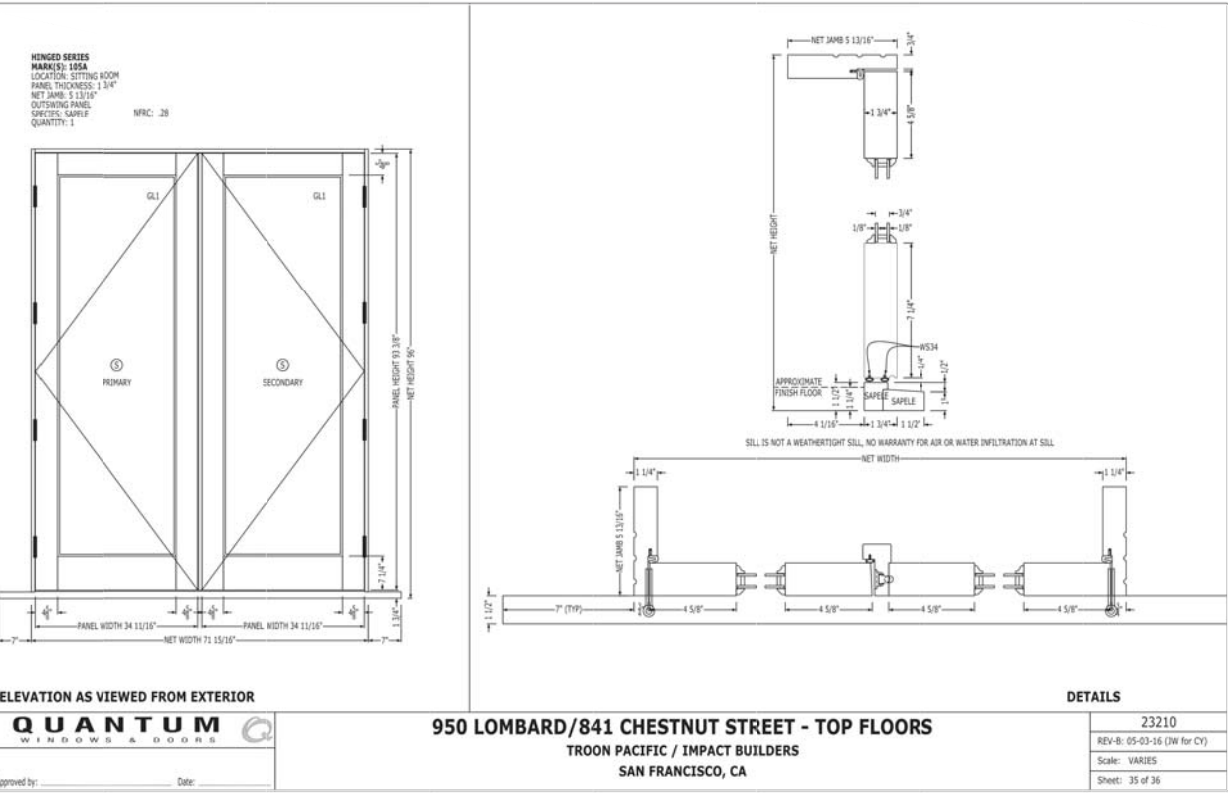 HINGED SERIES
MARK(S): 105A
LOCATION: SITTING ROOM
PANEL THICKNESS: 1 3/4"
NET JAMB: 5 13/16"
OUTSWING PANEL
SPECIES: SAPELE
QUANTITY: 1
NFRC: .28
GL1
GL1
S
PRIMARY
S
SECONDARY
PANEL HEIGHT 93 3/8"
NET HEIGHT 96"
7 1/4"
1 3/4"
PANEL WIDTH 34 11/16"
PANEL WIDTH 34 11/16"
7"
NET WIDTH 71 15/16"
7"
ELEVATION AS VIEWED FROM EXTERIOR
NET JAMB 5 13/16"
3/4"
1 3/4"
4 5/8"
NET HEIGHT
3/4"
1/8"
1/8"
7 1/4"
WS34
1/4"
1/2"
APPROXIMATE
FINISH FLOOR
1 1/2"
1 1/4"
SAPELE
SAPELE
1"
4 1/16"
1 3/4"
1 1/2"
SILL IS NOT A WEATHERTIGHT SILL, NO WARRANTY FOR AIR OR WATER INFILTRATION AT SILL
NET WIDTH
1 1/4"
1 1/4"
NET JAMB 5 13/16"
1 1/2"
7" (TYP)
4 5/8"
4 5/8"
4 5/8"
4 5/8"
DETAILS
QUANTUM
WINDOWS & DOORS
pproved by:
Date:
950 LOMBARD/841 CHESTNUT STREET - TOP FLOORS
TROON PACIFIC / IMPACT BUILDERS
SAN FRANCISCO, CA
23210
REV-B: 05-03-16 (JW for CY)
Scale: VARIES
Sheet: 35 of 36